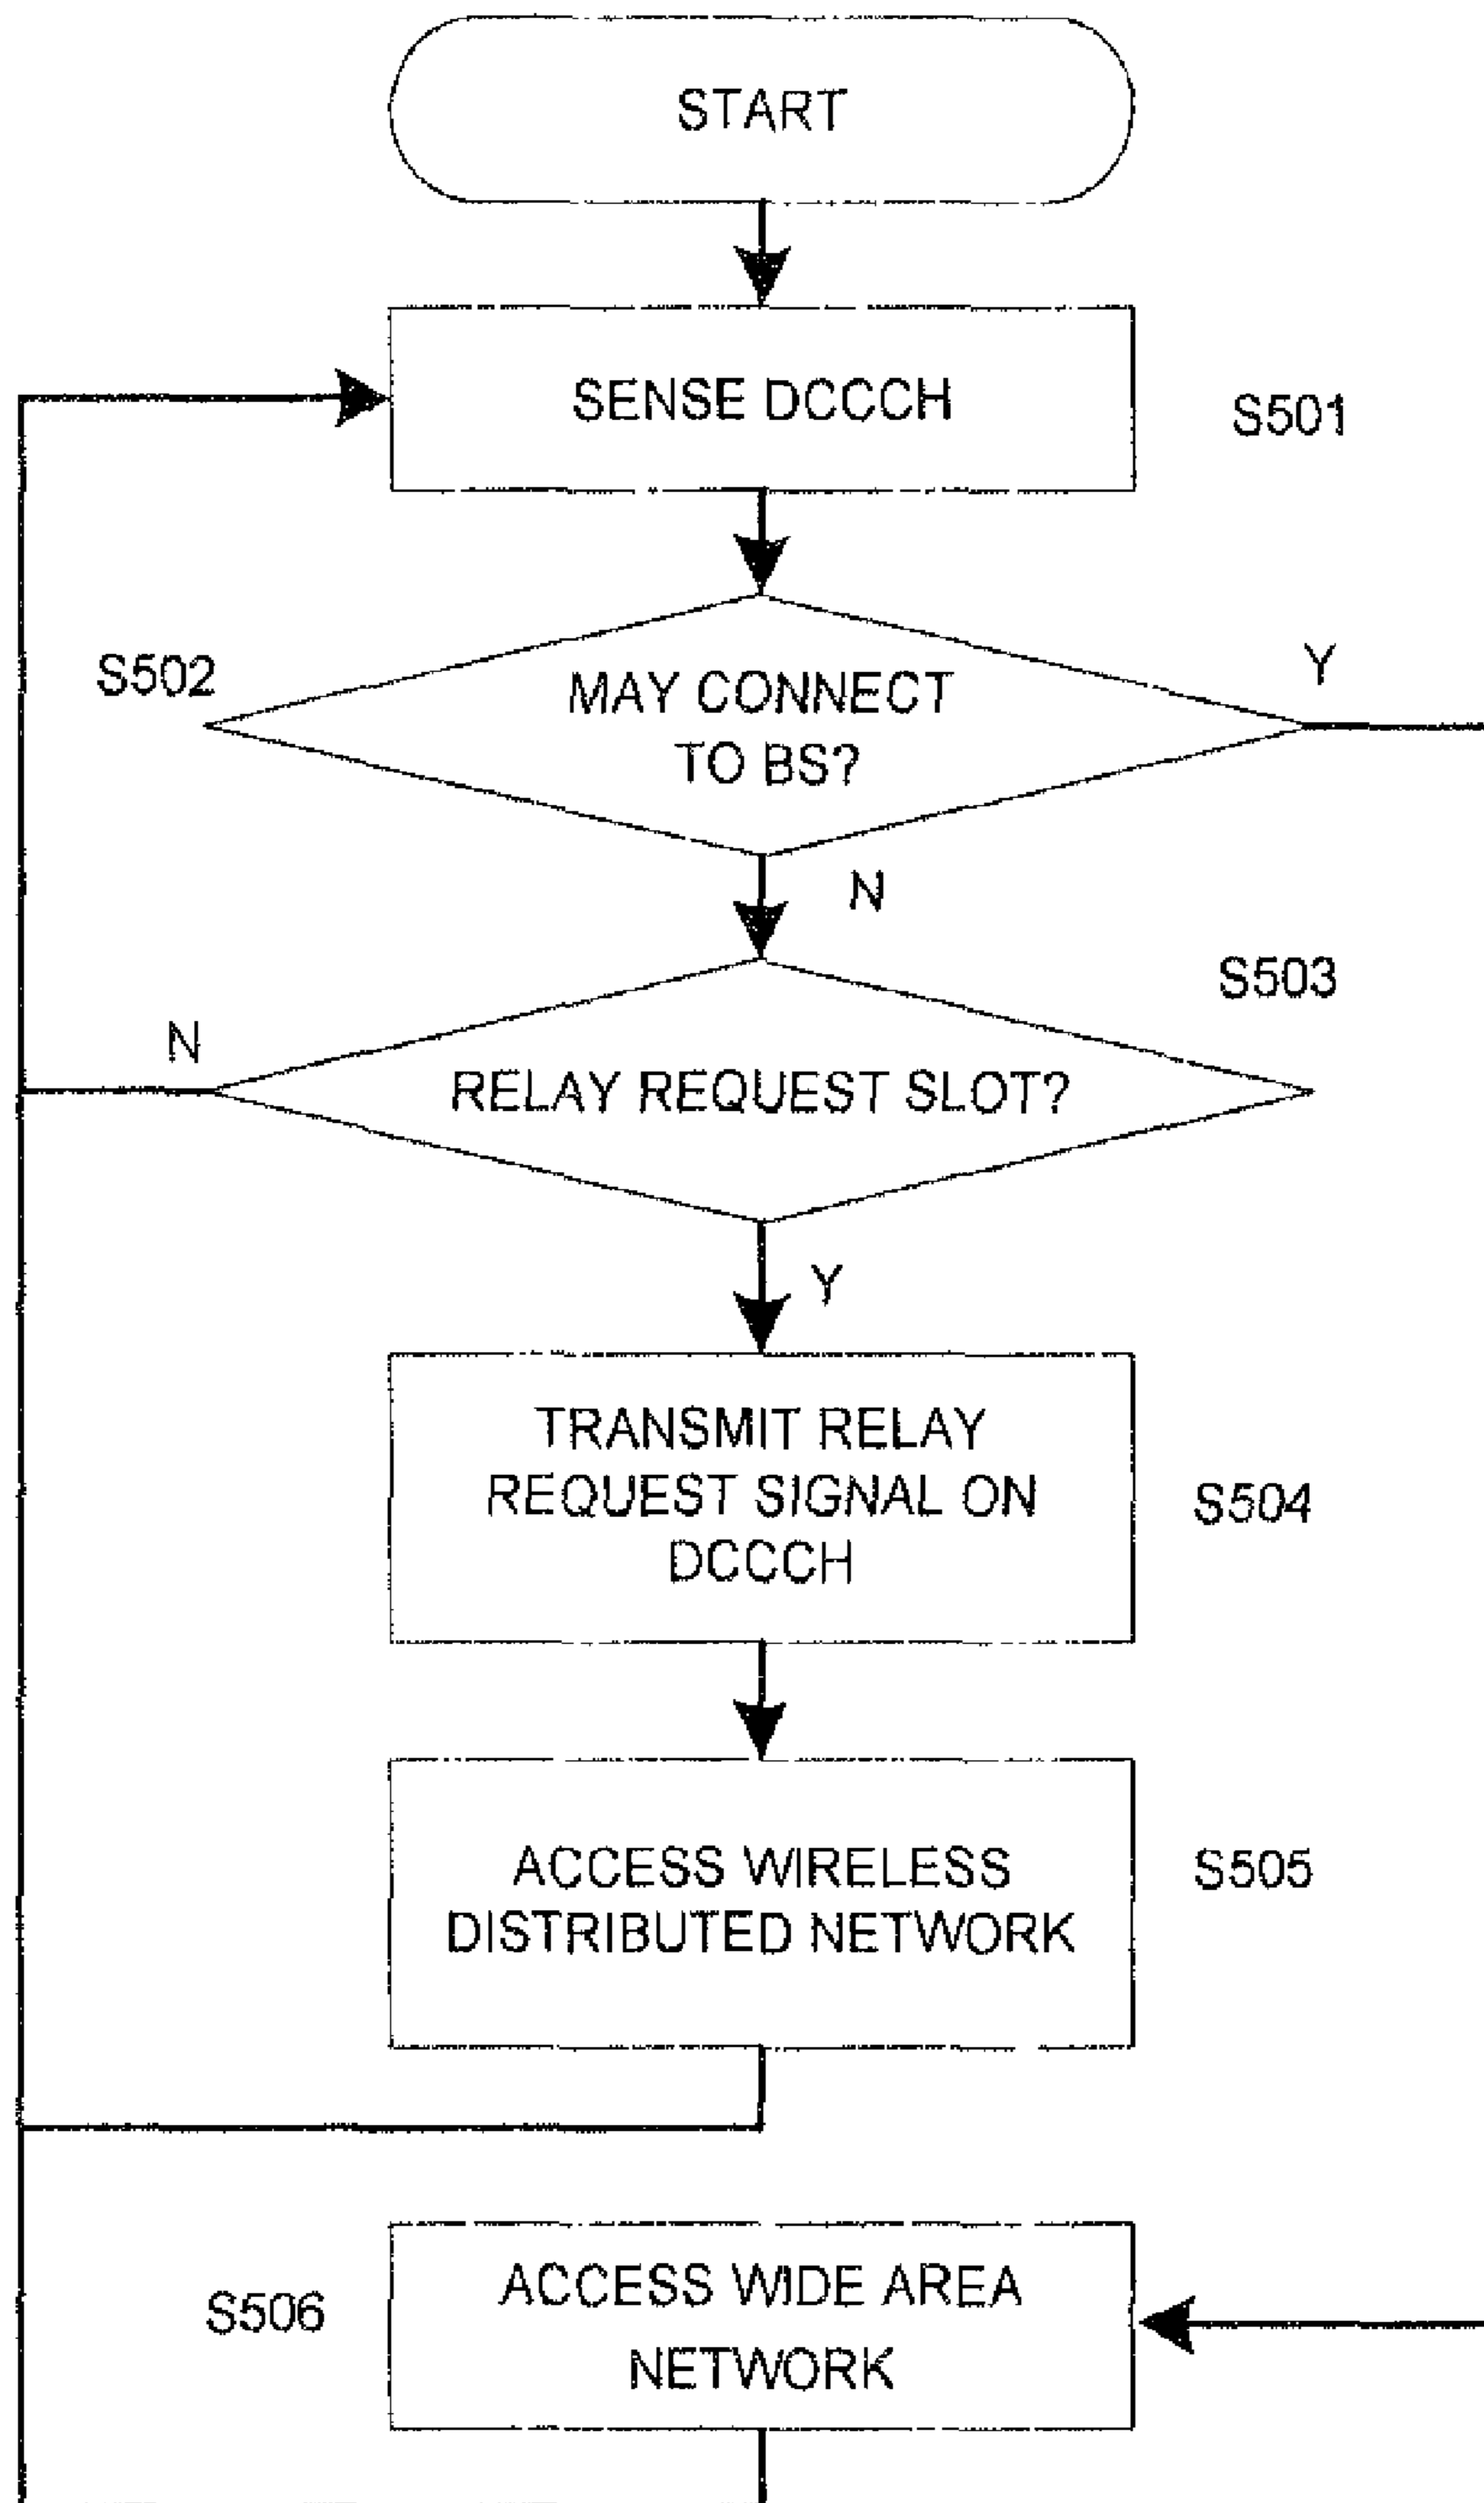 START
SENSE DCCCH
S501
S502
MAY CONNECT
TO BS?
Y
N
S503
N
RELAY REQUEST SLOT?
Y
TRANSMIT RELAY
REQUEST SIGNAL ON
DCCCH
S504
ACCESS WIRELESS
DISTRIBUTED NETWORK
S505
S506
ACCESS WIDE AREA
NETWORK